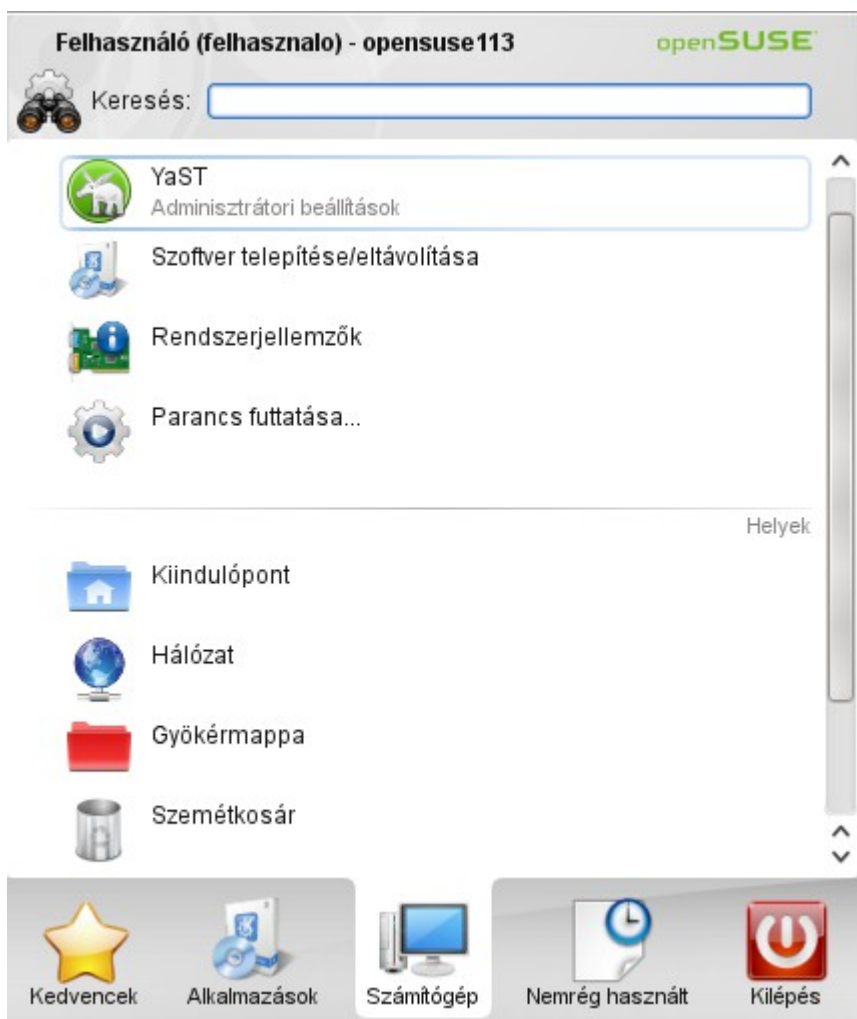 Felhasználó (felhasznalo) - opensuse113
openSUSE
Keresés:
YaST
Adminisztrátori beállítások
Szoftver telepítése/eltávolítása
Rendszerjellemzők
Parancs futtatása...
Helyek
Kiindulópont
Hálózat
Gyökérmappa
Szemétkosár
Kedvencek
Alkalmazások
Számítógép
Nemrég használt
Kilépés